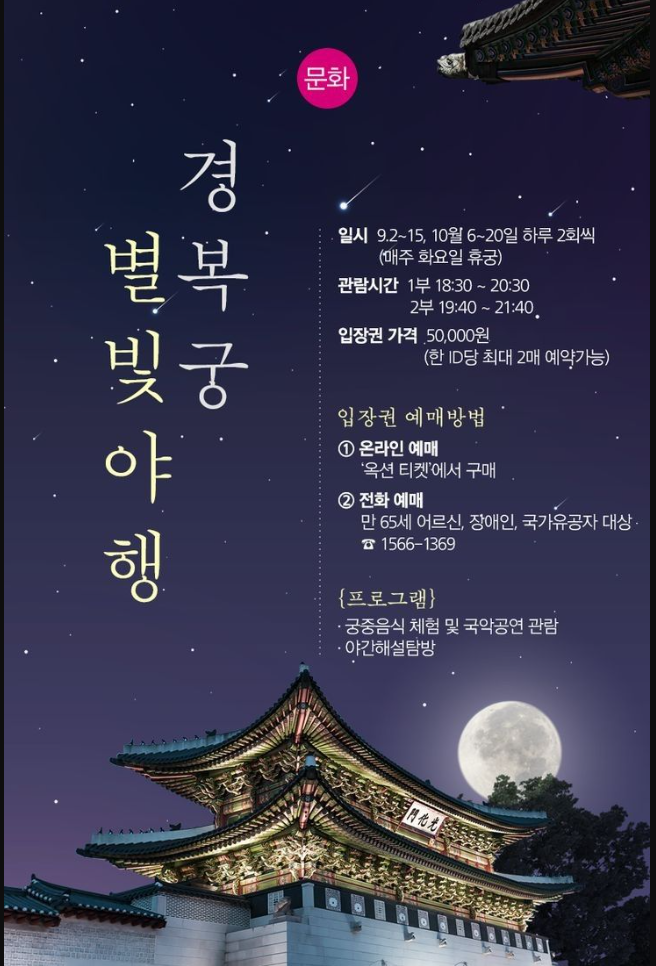 문화
경복궁
별빛야행
일시 9.2~15, 10월 6~20일 하루 2회씩
(매주 화요일 휴궁)
관람시간 1부 18:30 ~ 20:30
2부 19:40 ~ 21:40
입장권 가격 50,000원
(한 ID당 최대 2매 예약가능)
입장권 예매방법
① 온라인 예매
'옥션 티켓'에서 구매
② 전화 예매
만 65세 어르신, 장애인, 국가유공자 대상
☎ 1566-1369
{프로그램}
· 궁중음식 체험 및 국악공연 관람
· 야간해설탐방
門化光